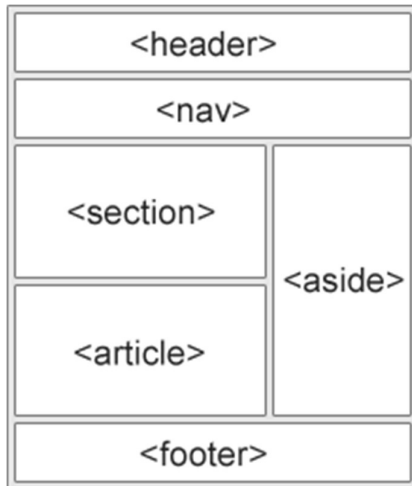 <header>
<nav>
<section>
<aside>
<article>
<footer>